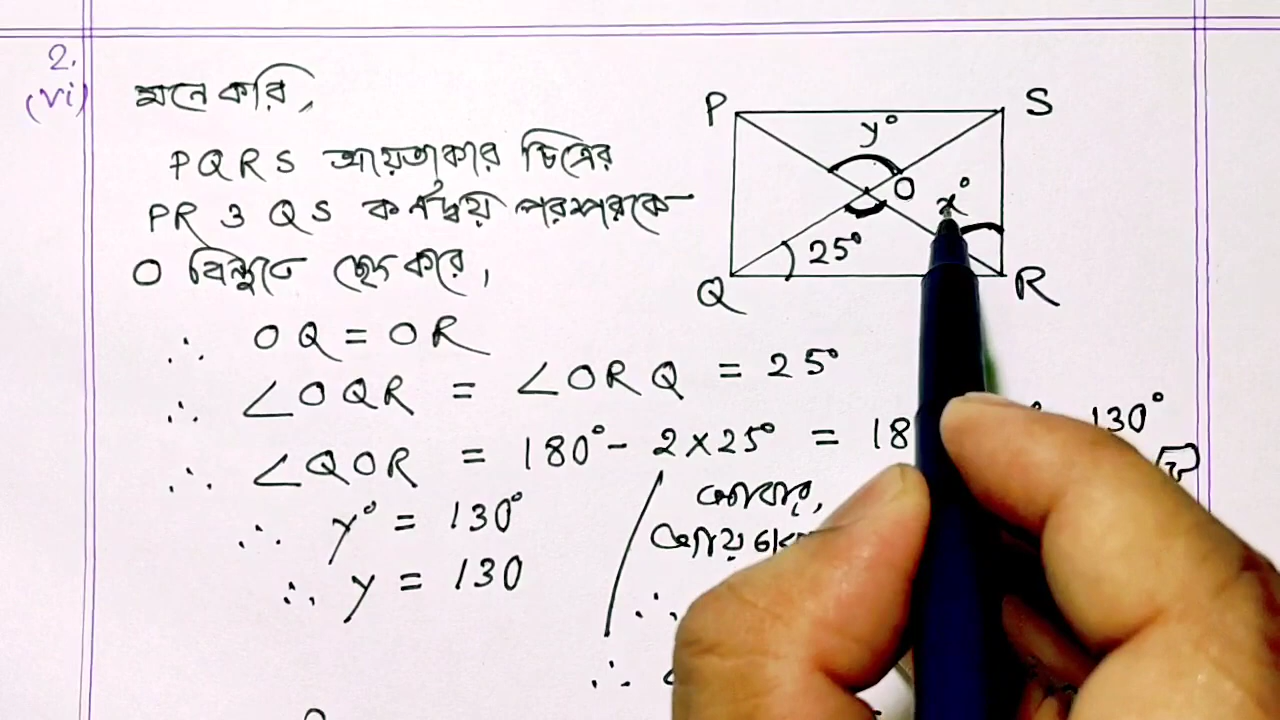 2.
(vi) মনে করি,
PQRS আয়তাকার চিত্রের
PR ও QS কর্ণদ্বয় পরস্পরকে
O বিন্দুতে ছেদ করে,
∴ OQ = OR
∴ ∠OQR = ∠ORQ = 25°
∴ ∠QOR = 180° - 2×25° = 18 130°
∴ y° = 130°
∴ y = 130
আবার,
∴
∴
P
S
y°
O
x°
25°
Q
R